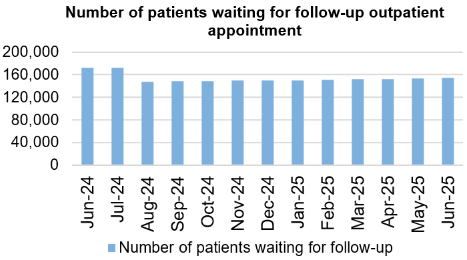 Number of patients waiting for follow-up outpatient
appointment
200,000
160,000
120,000
80,000
40,000
0
Jun-24
Jul-24
Aug-24
Sep-24
Oct-24
Nov-24
Dec-24
Jan-25
Feb-25
Mar-25
Apr-25
May-25
Jun-25
Number of patients waiting for follow-up